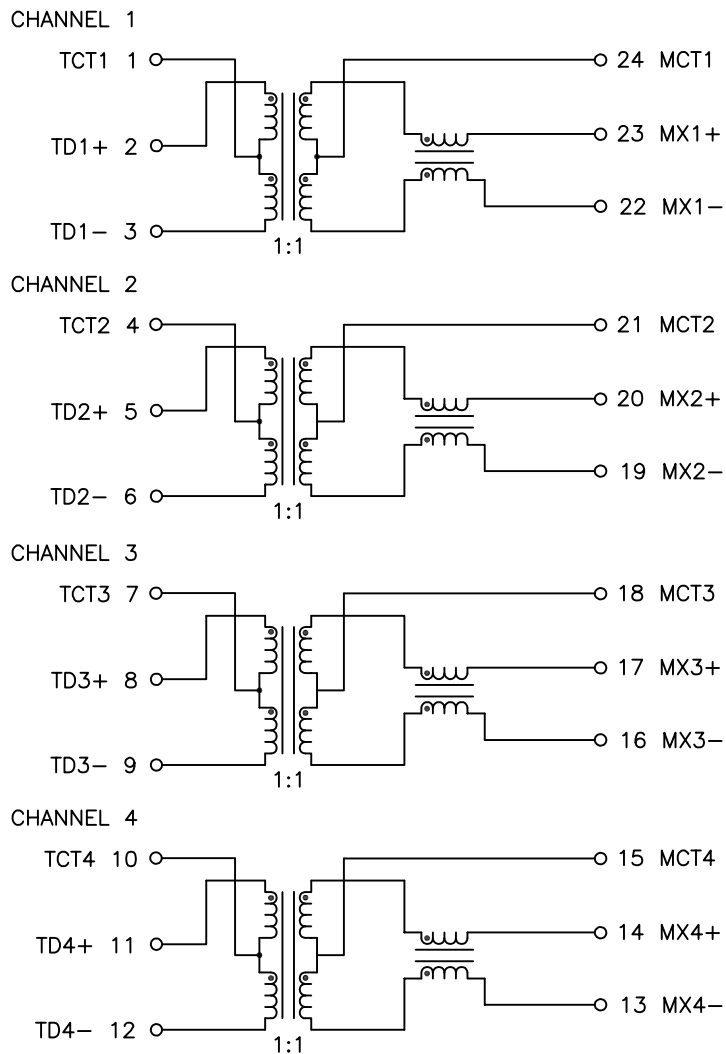 CHANNEL 1
TCT1 1 24 MCT1
TD1+ 2 23 MX1+
22 MX1-
TD1- 3
1:1
CHANNEL 2
TCT2 4 21 MCT2
TD2+ 5 20 MX2+
19 MX2-
TD2- 6
1:1
CHANNEL 3
TCT3 7 18 MCT3
TD3+ 8 17 MX3+
16 MX3-
TD3- 9
1:1
CHANNEL 4
TCT4 10 15 MCT4
TD4+ 11 14 MX4+
13 MX4-
TD4- 12
1:1